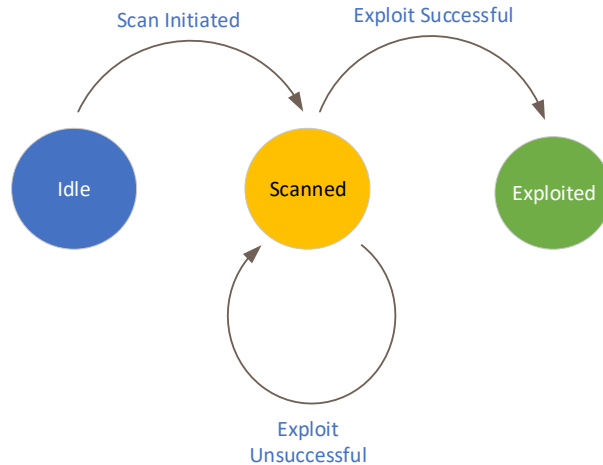 Scan Initiated
Exploit Successful
Idle
Scanned
Exploited
Exploit
Unsuccessful